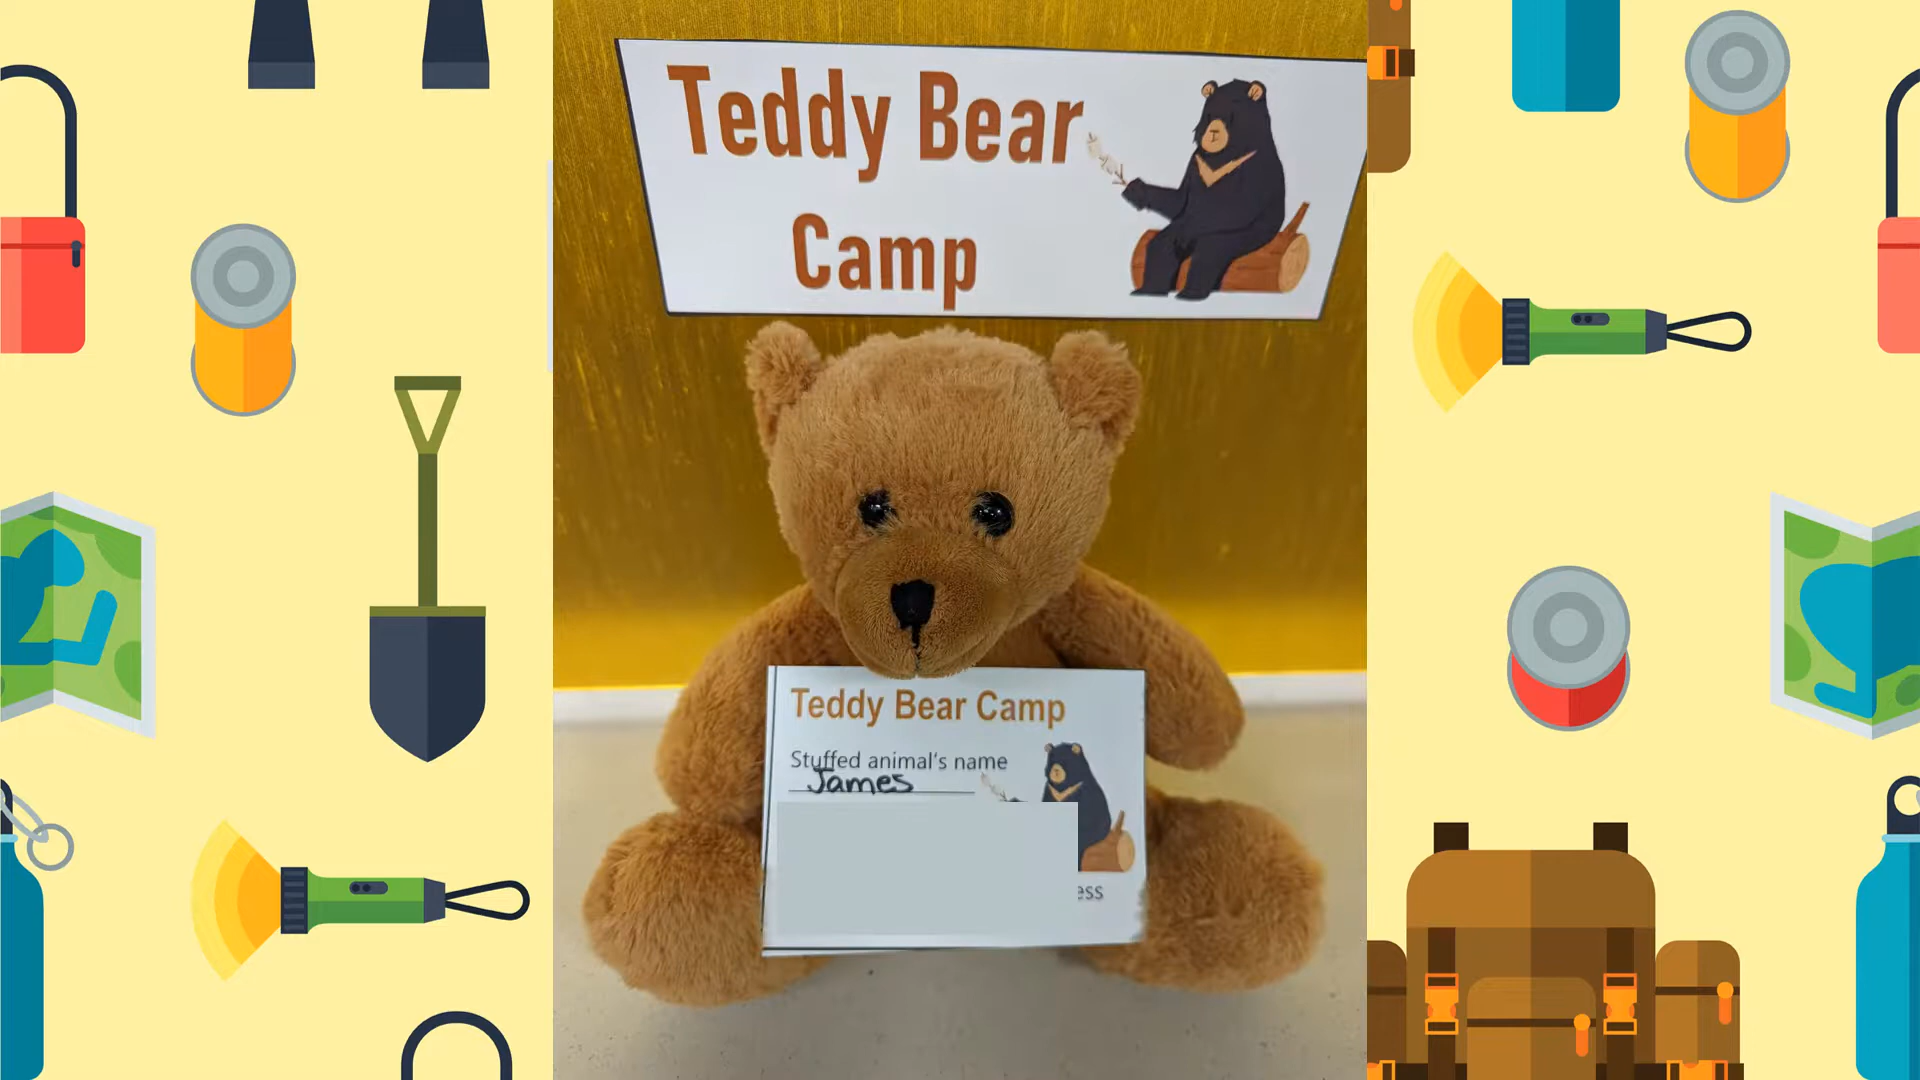 Teddy Bear
Camp
Teddy Bear Camp
Stuffed animal's name
James
ess